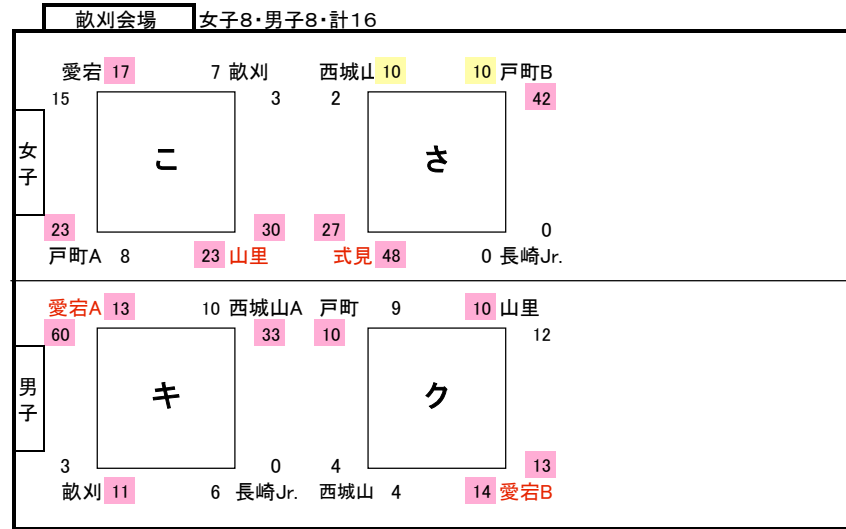 畝刈会場 女子8・男子8・計16
愛宕 17 7 畝刈 西城山 10 10 戸町B
15 3 2 42
女子 こ さ
23 30 27 0
戸町A 8 23 山里 式見 48 0 長崎Jr.
愛宕A 13 10 西城山A 戸町 9 10 山里
60 33 10 12
男子 キ ク
3 0 4 13
畝刈 11 6 長崎Jr. 西城山 4 14 愛宕B